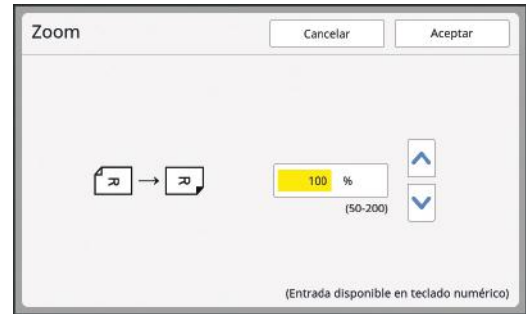 Zoom
Cancelar
Aceptar
R → R
100 %
(50-200)
(Entrada disponible en teclado numérico)